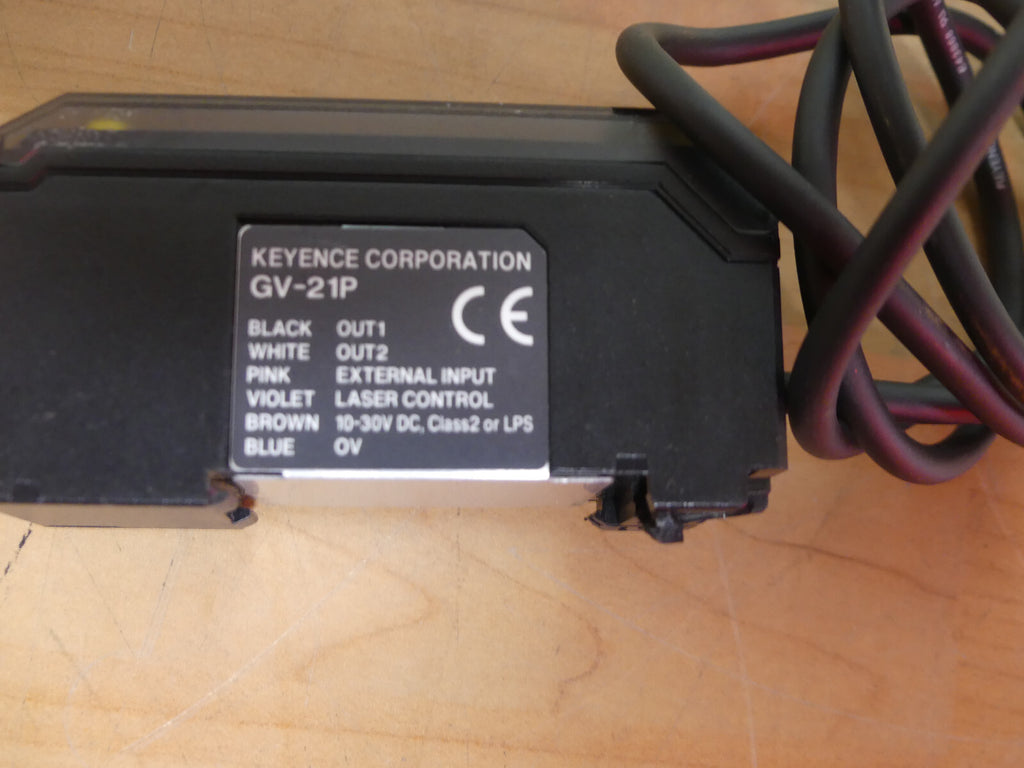 KEYENCE CORPORATION
GV-21P
CE
BLACK OUT1
WHITE OUT2
PINK EXTERNAL INPUT
VIOLET LASER CONTROL
BROWN 10-30V DC, Class2 or LPS
BLUE 0V